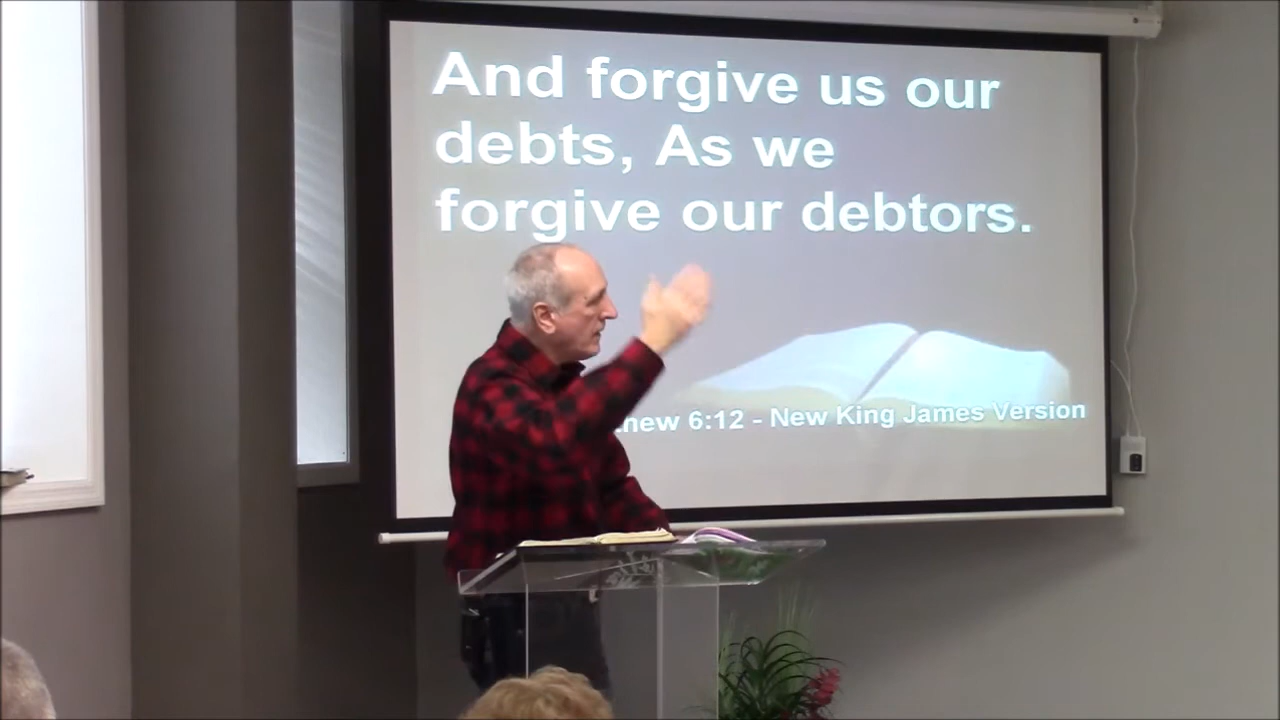 And forgive us our
debts, As we
forgive our debtors.
6:12 - New King James Version